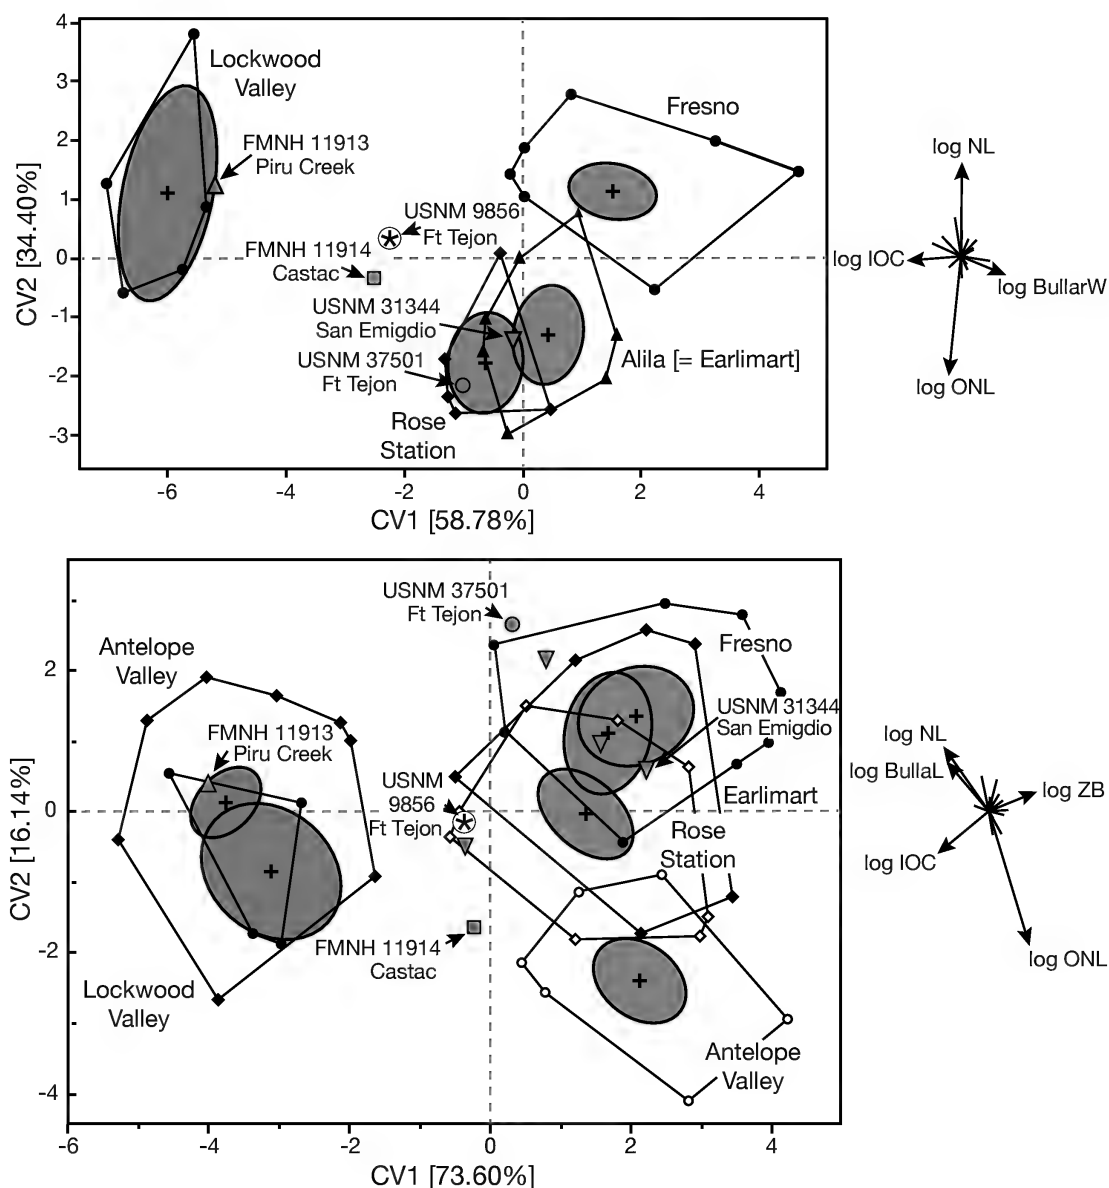 4
3
2
1
0
-1
-2
-3
CV2 [34.40%]
Lockwood
Valley
FMNH 11913
Piru Creek
USNM 9856
Ft Tejon
FMNH 11914
Castac
USNM 31344
San Emigdio
USNM 37501
Ft Tejon
Rose
Station
Fresno
Alila [= Earlimart]
-6
-4
-2
0
2
4
CV1 [58.78%]
log NL
log IOC
log BullarW
log ONL
2
0
-2
-4
CV2 [16.14%]
Antelope
Valley
FMNH 11913
Piru Creek
Lockwood
Valley
USNM 37501
Ft Tejon
USNM
9856
Ft Tejon
FMNH 11914
Castac
Fresno
USNM 31344
San Emigdio
Earlimart
Rose
Station
Antelope
Valley
-6
-4
-2
0
2
4
CV1 [73.60%]
log NL
log BullaL
log ZB
log IOC
log ONL